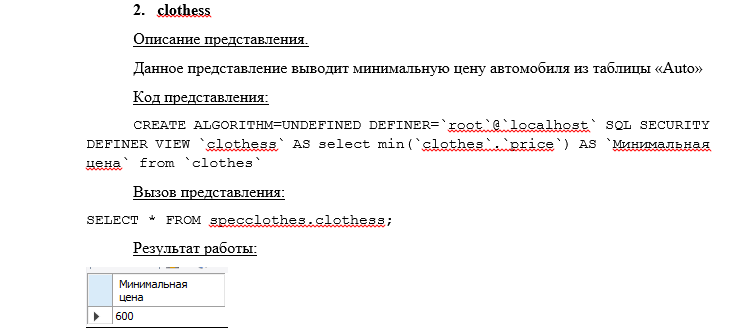 2. clothess
Описание представления.
Данное представление выводит минимальную цену автомобиля из таблицы «Auto»
Код представления:
CREATE ALGORITHM=UNDEFINED DEFINER=`root`@`localhost` SQL SECURITY
DEFINER VIEW `clothess` AS select min(`clothes`.`price`) AS `Минимальная
цена` from `clothes`
Вызов представления:
SELECT * FROM specclothes.clothess;
Результат работы:
Минимальная
цена
600